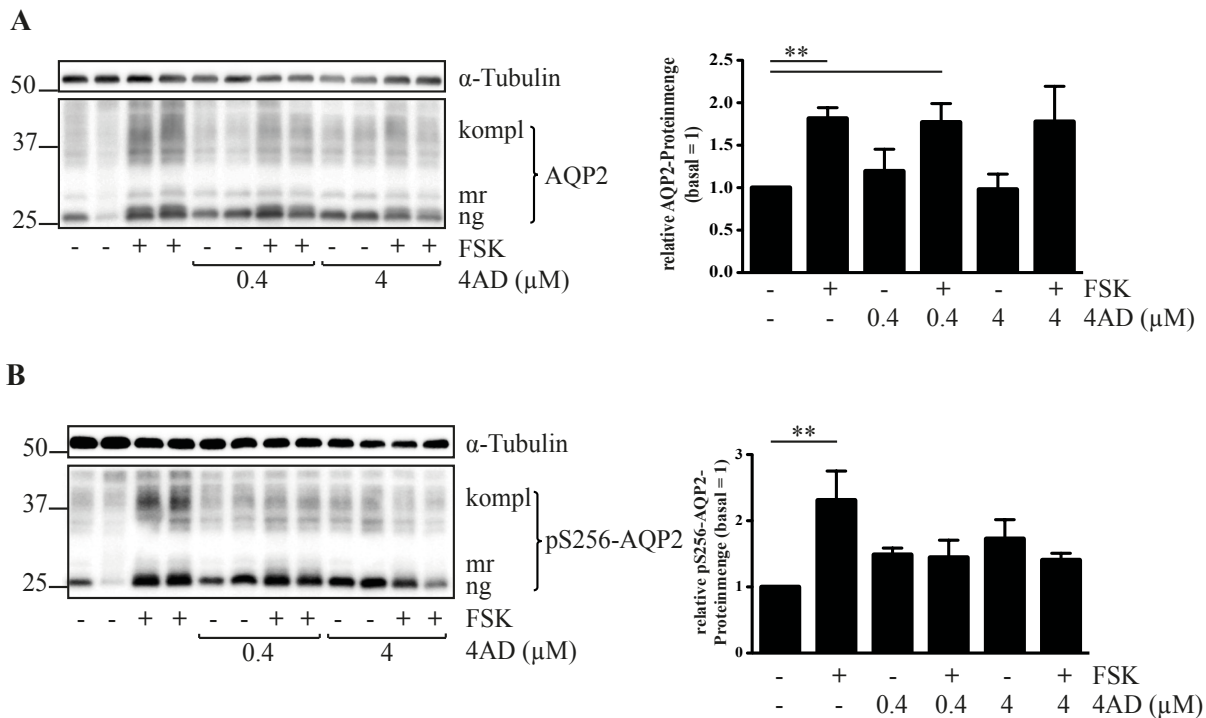 A
50
37
25
α-Tubulin
kompl
mr
ng
AQP2
- - + + - - + + - - + + FSK
0.4 4 4AD (µM)
relative AQP2-Proteinmenge
(basal = 1)
2.5
2.0
1.5
1.0
0.5
0.0
**
- + - + - + FSK
- - 0.4 0.4 4 4 4AD (µM)
B
50
37
25
α-Tubulin
kompl
mr
ng
pS256-AQP2
- - + + - - + + - - + + FSK
0.4 4 4AD (µM)
relative pS256-AQP2-
Proteinmenge (basal = 1)
3
2
1
0
**
- + - + - + FSK
- - 0.4 0.4 4 4 4AD (µM)